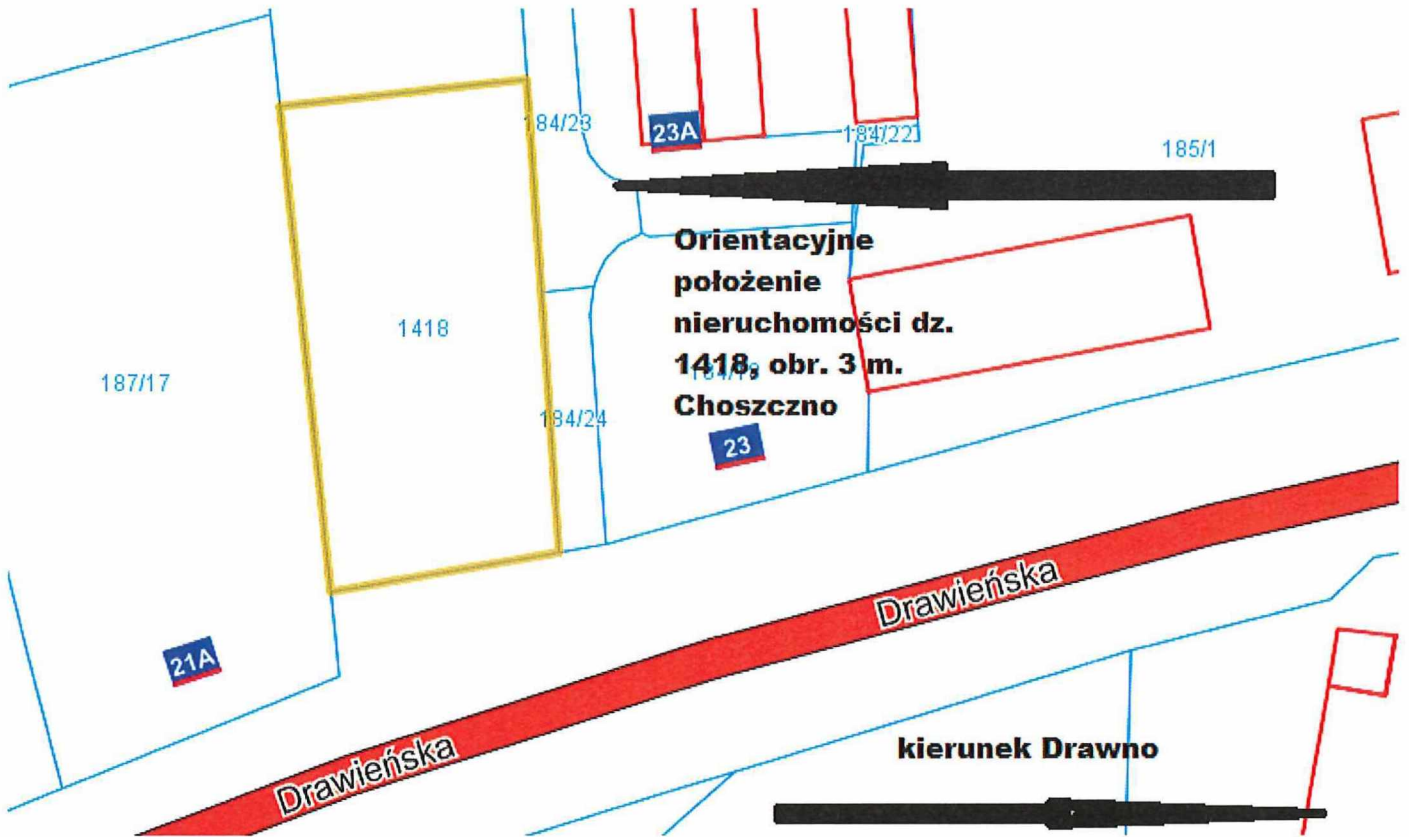 184/23
23A
184/22
185/1
Orientacyjne
położenie
nieruchomości dz.
1418, obr. 3 m.
Choszczno
1418
187/17
184/24
23
Drawieńska
21A
kierunek Drawno
Drawieńska